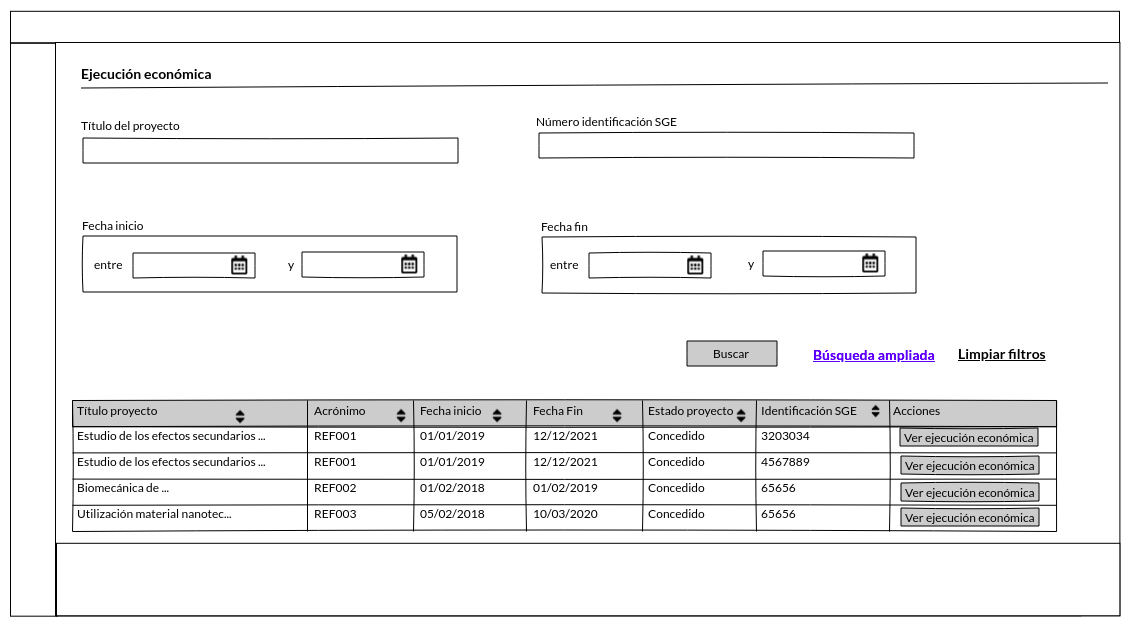 Ejecución económica
Título del proyecto
Número identificación SGE
Fecha inicio
Fecha fin
entre y
entre y
Buscar Búsqueda ampliada Limpiar filtros
Título proyecto Acrónimo Fecha inicio Fecha Fin Estado proyecto Identificación SGE Acciones
Estudio de los efectos secundarios ... REF001 01/01/2019 12/12/2021 Concedido 3203034 Ver ejecución económica
Estudio de los efectos secundarios ... REF001 01/01/2019 12/12/2021 Concedido 4567889 Ver ejecución económica
Biomecánica de ... REF002 01/02/2018 01/02/2019 Concedido 65656 Ver ejecución económica
Utilización material nanotec... REF003 05/02/2018 10/03/2020 Concedido 65656 Ver ejecución económica